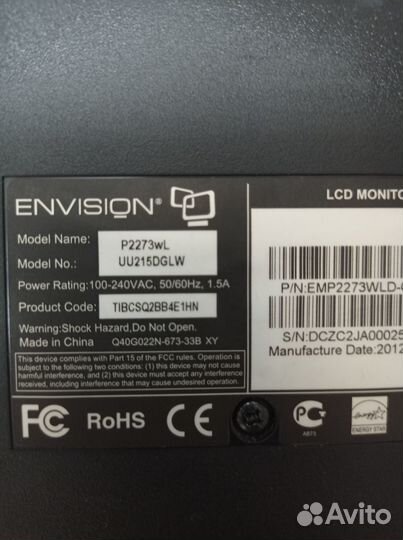 ENVISION®
LCD MONITO
Model Name: P2273wL
Model No.: UU215DGLW
Power Rating:100-240VAC, 50/60Hz, 1.5A
Product Code: TIBCSQ2BB4E1HN
Warning:Shock Hazard,Do Not Open.
Made in China Q40G022N-673-33B XY
This device complies with Part 15 of the FCC rules. Operation is
subject to the following two conditions: (1) this device may not cause
harmful interference, and (2) this device must accept any interference
received, including interference that may cause undesired operation.
P/N:EMP2273WLD-
S/N:DCZC2JA00025
Manufacture Date:2012
FC RoHS CE
АВ75
energy
ENERGY STAR
Avito